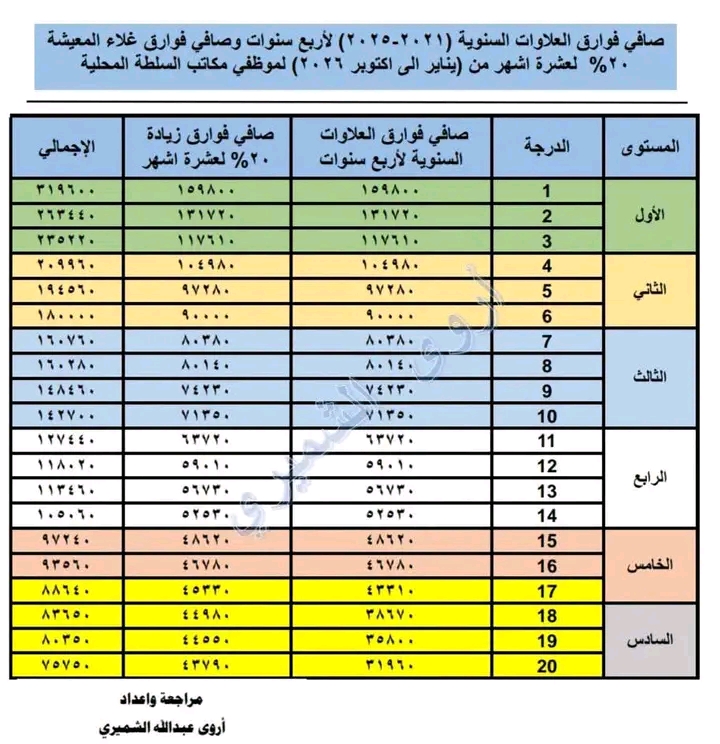 صافي فوارق العلاوات السنوية (٢٠٢١-٢٠٢٥) لأربع سنوات وصافي فوارق غلاء المعيشة
٢٠% لعشرة اشهر من (يناير الى اكتوبر ٢٠٢٦) لموظفي مكاتب السلطة المحلية
المستوى الدرجة صافي فوارق العلاوات السنوية لأربع سنوات صافي فوارق زيادة ٢٠% لعشرة اشهر الإجمالي
الأول 1 ١٥٩٨٠٠ ١٥٩٨٠٠ ٣١٩٦٠٠
2 ١٣١٧٢٠ ١٣١٧٢٠ ٢٦٣٤٤٠
3 ١١٧٦١٠ ١١٧٦١٠ ٢٣٥٢٢٠
الثاني 4 ١٠٤٩٨٠ ١٠٤٩٨٠ ٢٠٩٩٦٠
5 ٩٧٢٨٠ ٩٧٢٨٠ ١٩٤٥٦٠
6 ٩٠٠٠٠ ٩٠٠٠٠ ١٨٠٠٠٠
الثالث 7 ٨٠٣٨٠ ٨٠٣٨٠ ١٦٠٧٦٠
8 ٨٠١٤٠ ٨٠١٤٠ ١٦٠٢٨٠
9 ٧٤٢٣٠ ٧٤٢٣٠ ١٤٨٤٦٠
10 ٧١٣٥٠ ٧١٣٥٠ ١٤٢٧٠٠
الرابع 11 ٦٣٧٢٠ ٦٣٧٢٠ ١٢٧٤٤٠
12 ٥٩٠١٠ ٥٩٠١٠ ١١٨٠٢٠
13 ٥٦٧٣٠ ٥٦٧٣٠ ١١٣٤٦٠
14 ٥٢٥٣٠ ٥٢٥٣٠ ١٠٥٠٦٠
الخامس 15 ٤٨٦٢٠ ٤٨٦٢٠ ٩٧٢٤٠
16 ٤٦٧٨٠ ٤٦٧٨٠ ٩٣٥٦٠
17 ٤٣٣١٠ ٤٥٣٣٠ ٨٨٦٤٠
السادس 18 ٣٨٦٧٠ ٤٤٩٨٠ ٨٣٦٥٠
19 ٣٥٨٠٠ ٤٤٥٥٠ ٨٠٣٥٠
20 ٣١٩٦٠ ٤٣٧٩٠ ٧٥٧٥٠
أروى الشميري
مراجعة واعداد
أروى عبدالله الشميري